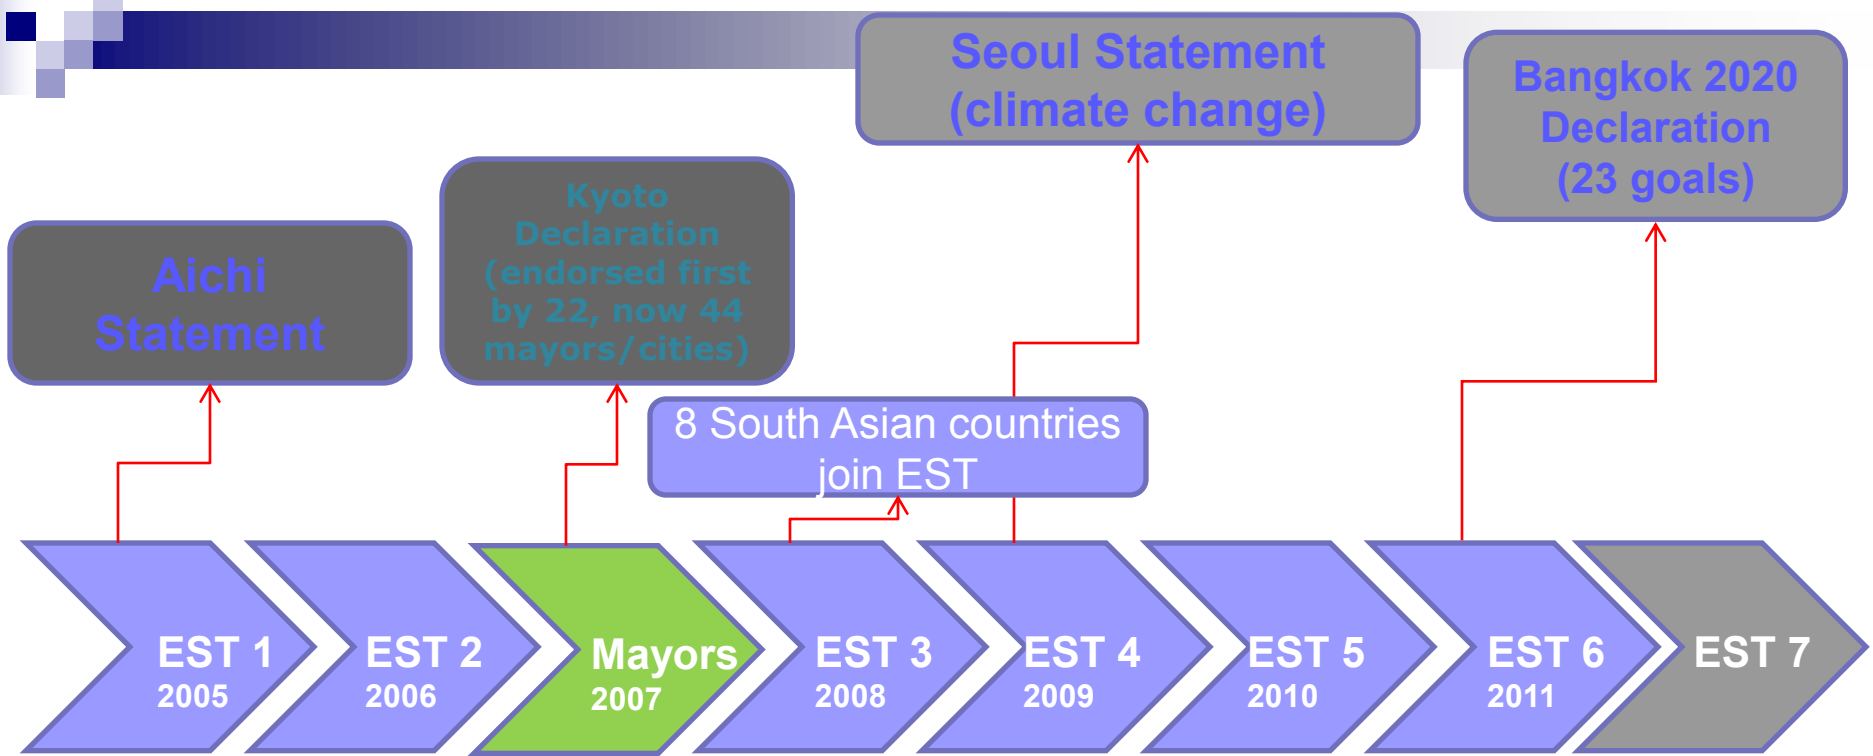 Seoul Statement
(climate change)
Bangkok 2020
Declaration
(23 goals)
Kyoto
Declaration
(endorsed first
by 22, now 44
mayors/cities)
Aichi
Statement
8 South Asian countries
join EST
EST 1
2005
EST 2
2006
Mayors
2007
EST 3
2008
EST 4
2009
EST 5
2010
EST 6
2011
EST 7